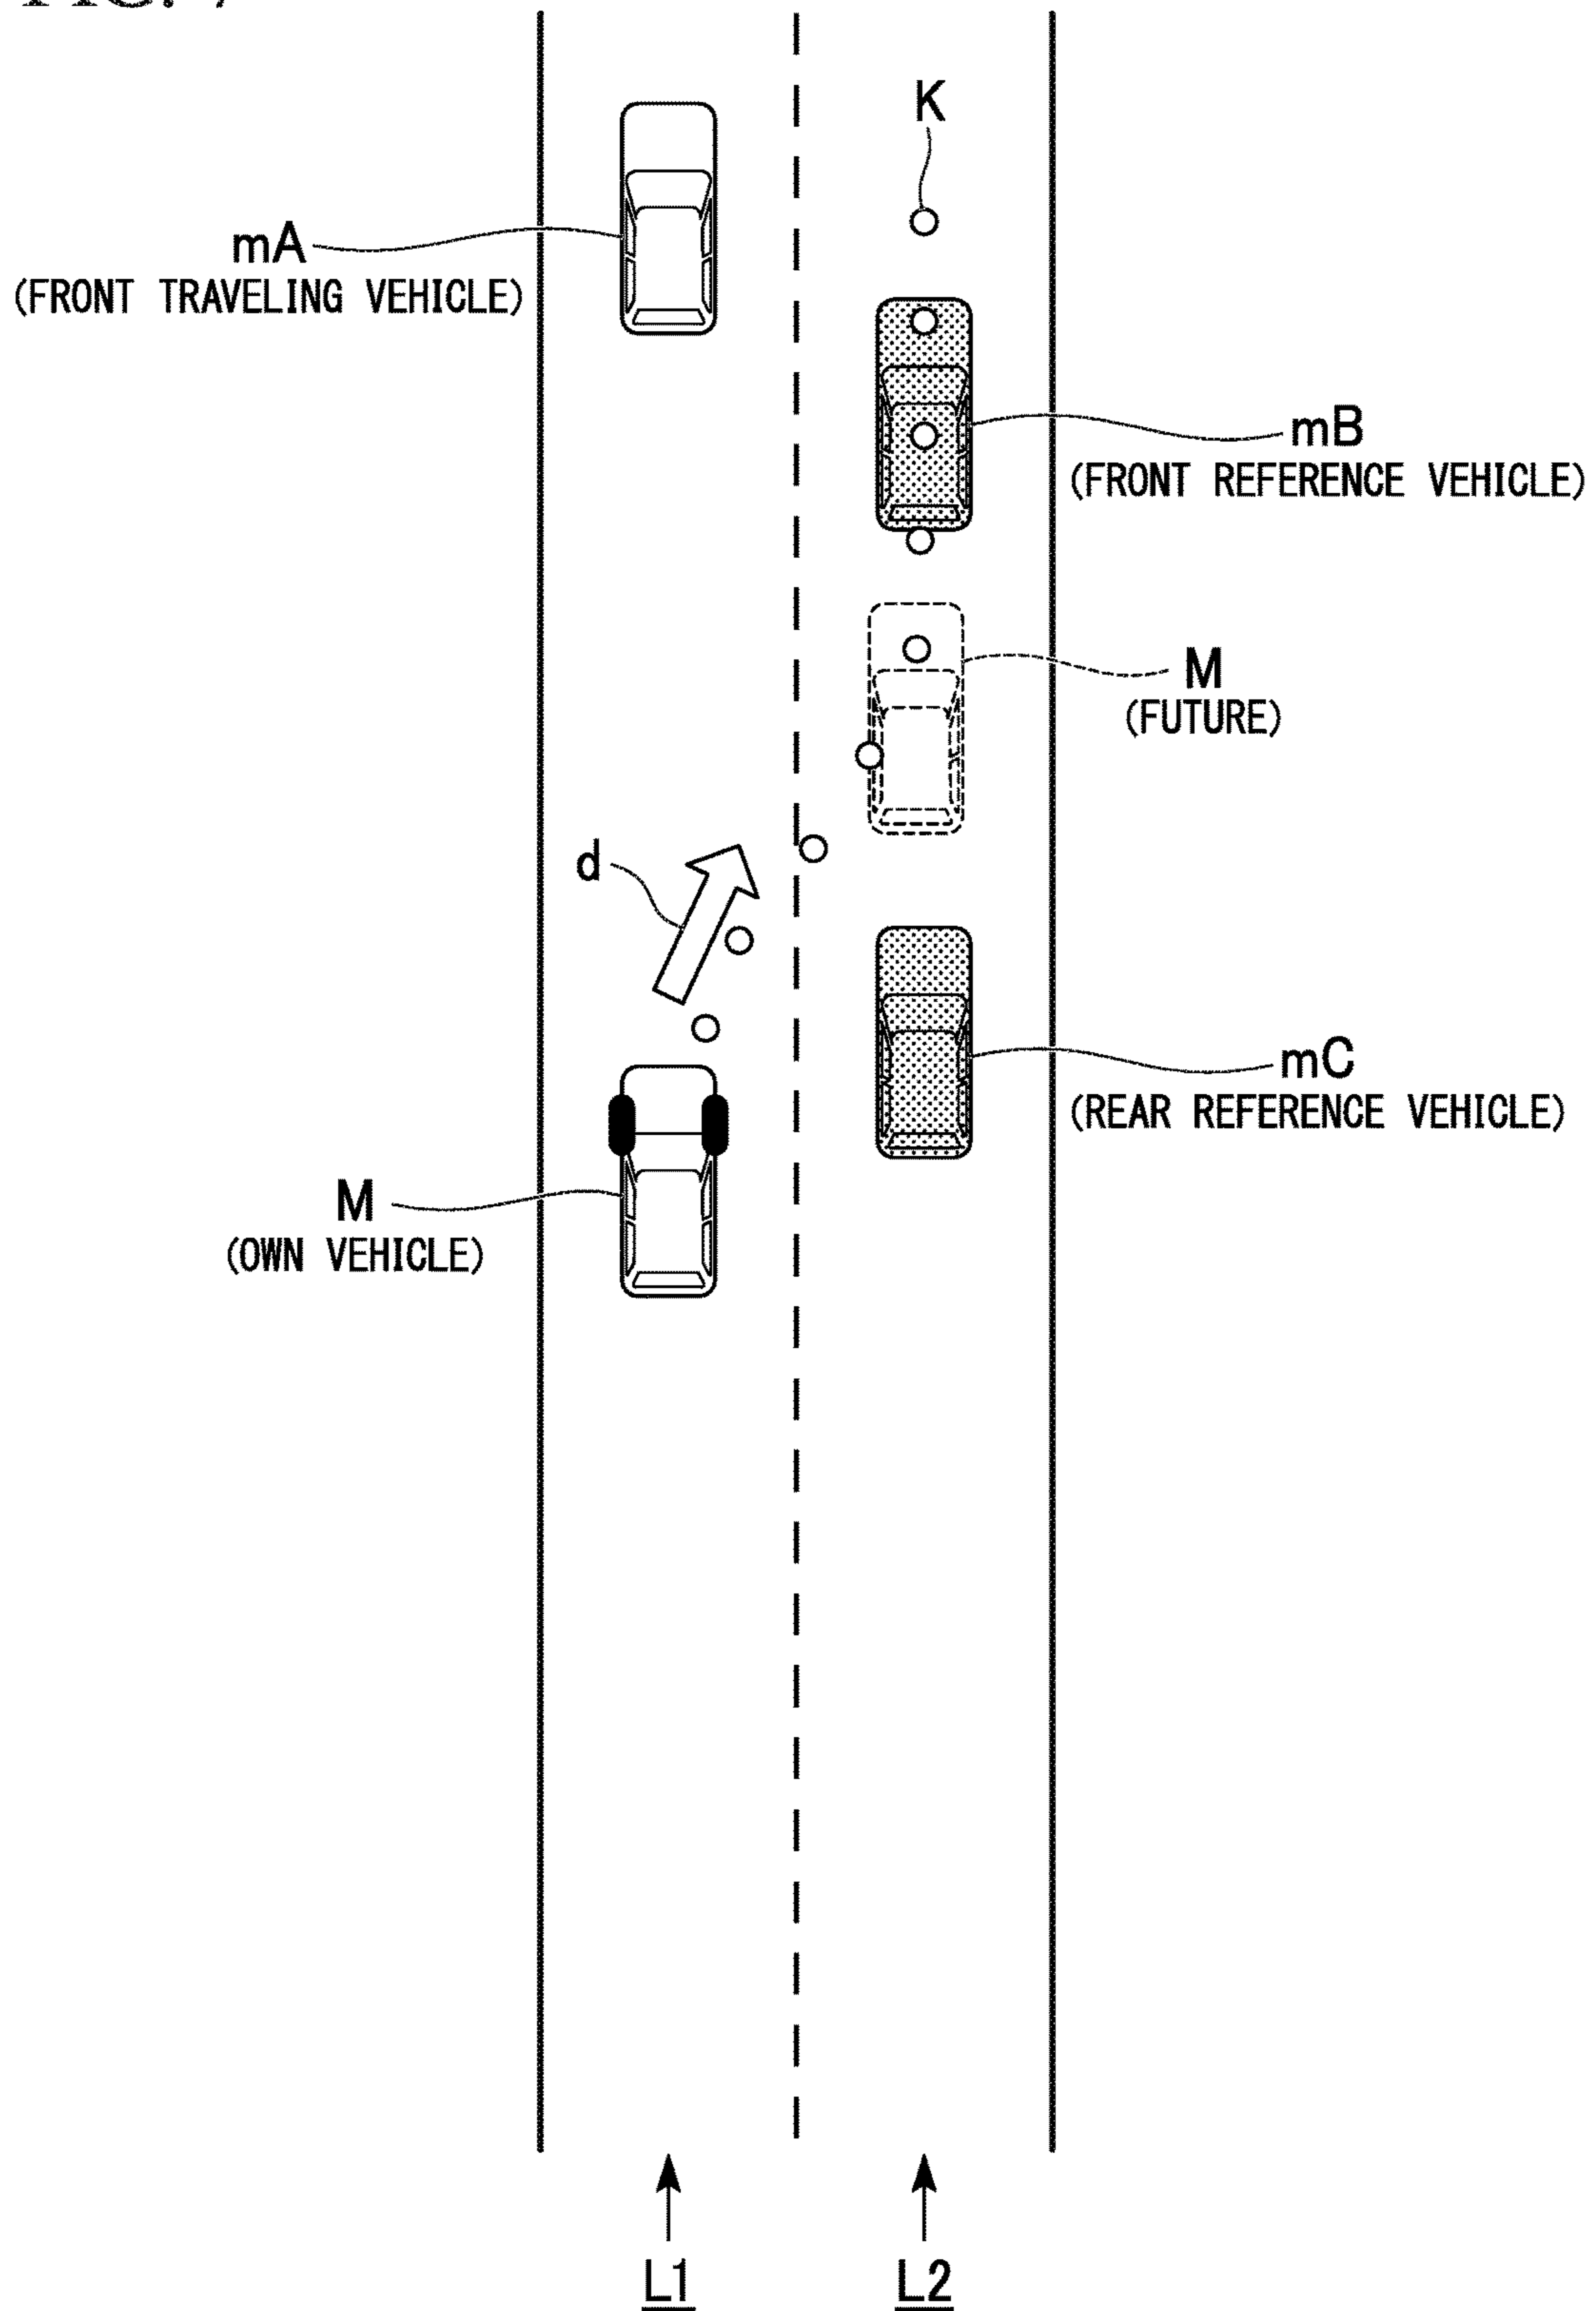 K
mA
(FRONT TRAVELING VEHICLE)
mB
(FRONT REFERENCE VEHICLE)
M
(FUTURE)
d
mC
(REAR REFERENCE VEHICLE)
M
(OWN VEHICLE)
L1
L2